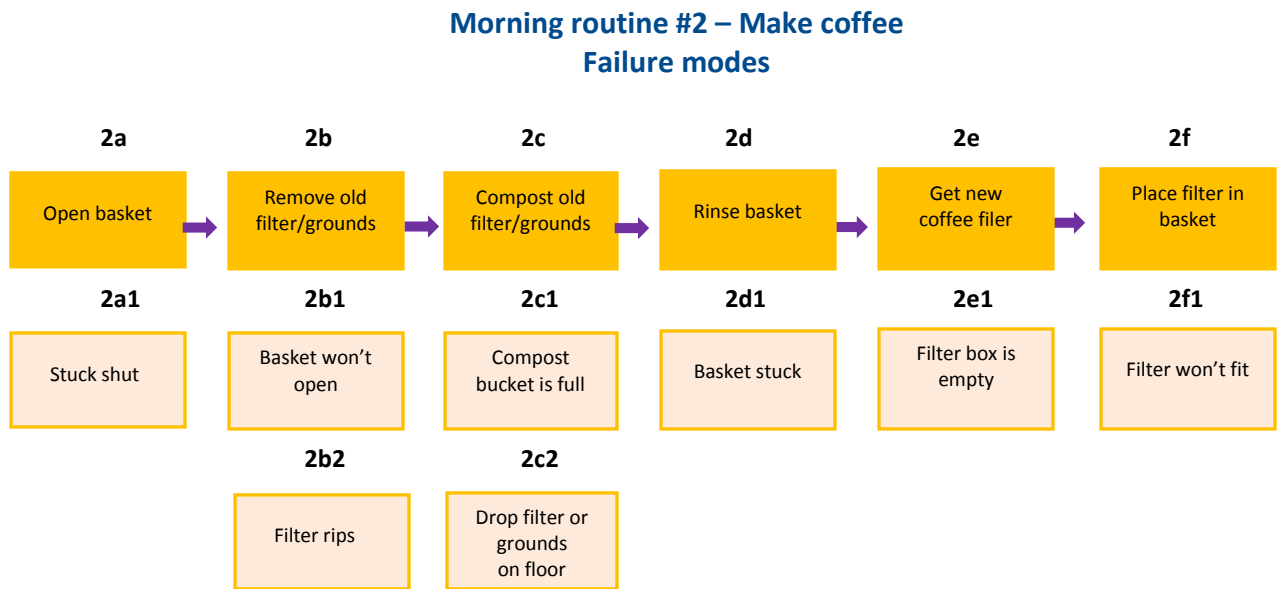 Morning routine #2 – Make coffee
Failure modes
2a
2b
2c
2d
2e
2f
Open basket
Remove old
filter/grounds
Compost old
filter/grounds
Rinse basket
Get new
coffee filer
Place filter in
basket
2a1
2b1
2c1
2d1
2e1
2f1
Stuck shut
Basket won’t
open
Compost
bucket is full
Basket stuck
Filter box is
empty
Filter won’t fit
2b2
2c2
Filter rips
Drop filter or
grounds
on floor